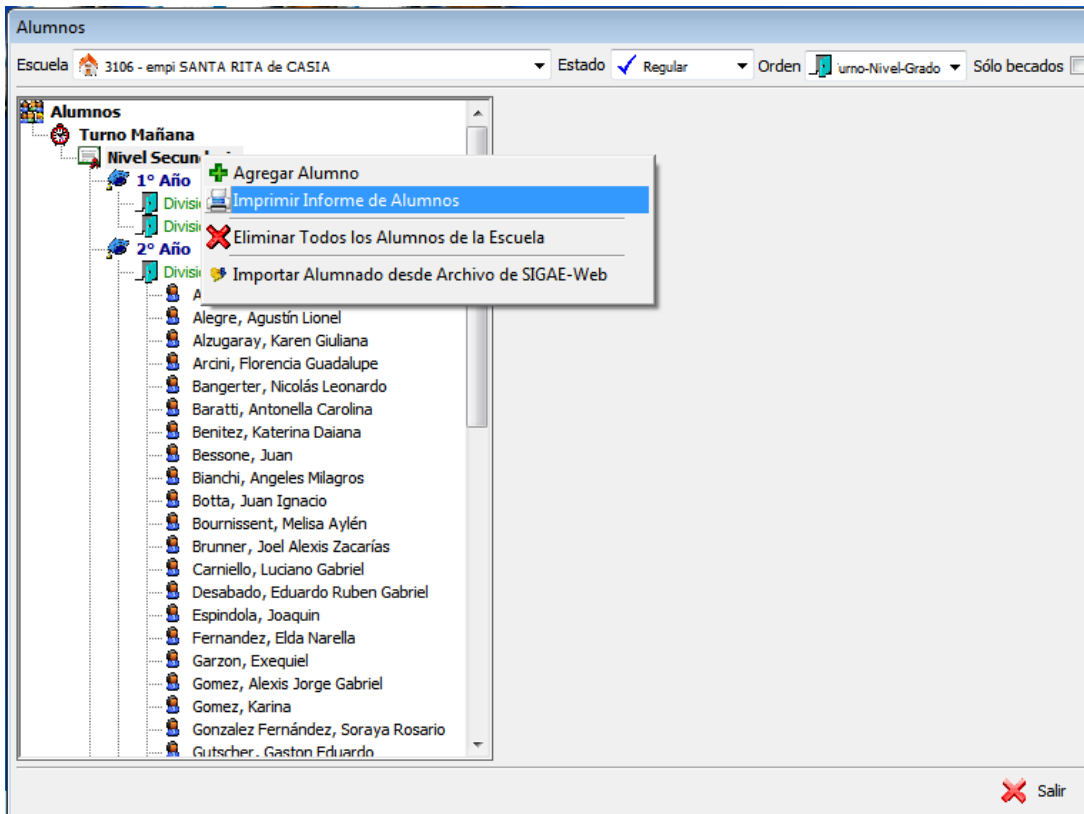 Alumnos
Escuela 3106 - empi SANTA RITA de CASIA Estado Regular Orden urno-Nivel-Grado Sólo becados
Alumnos
Turno Mañana
Nivel
1° Año
Agregar Alumno
Imprimir Informe de Alumnos
2° Año
Eliminar Todos los Alumnos de la Escuela
Importar Alumnado desde Archivo de SIGAE-Web
Alegre, Agustín Lionel
Alzugaray, Karen Giuliana
Arcini, Florencia Guadalupe
Bangerter, Nicolás Leonardo
Baratti, Antonella Carolina
Benitez, Katerina Daiana
Bessone, Juan
Bianchi, Angeles Milagros
Botta, Juan Ignacio
Bournissent, Melisa Aylén
Brunner, Joel Alexis Zacarías
Carniello, Luciano Gabriel
Desabado, Eduardo Ruben Gabriel
Espindola, Joaquin
Fernandez, Elda Narella
Garzon, Exequiel
Gomez, Alexis Jorge Gabriel
Gomez, Karina
Gonzalez Fernández, Soraya Rosario
Gutscher, Gaston Eduardo
Salir